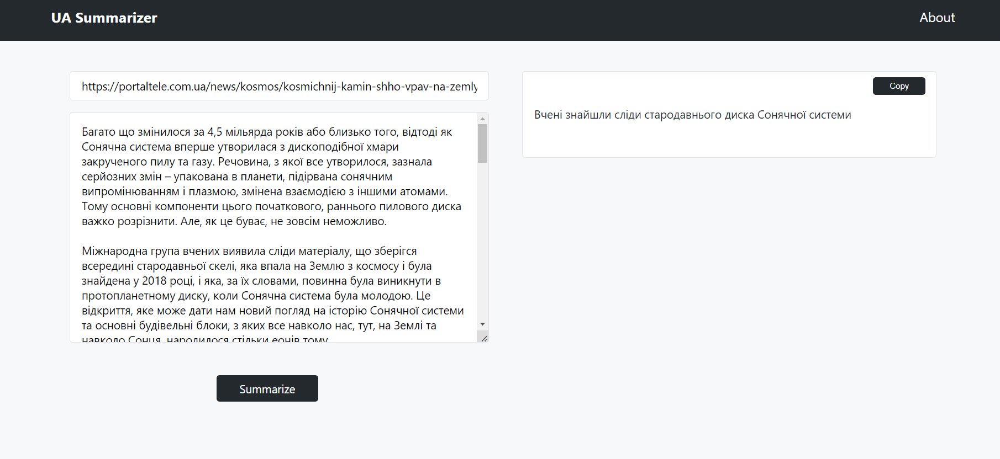 UA Summarizer
About
https://portaltele.com.ua/news/kosmos/kosmichnij-kamin-shho-vpav-na-zemly
Багато що змінилося за 4,5 мільярда років або близько того, відтоді як
Сонячна система вперше утворилася з дископодібної хмари
закрученого пилу та газу. Речовина, з якої все утворилося, зазнала
серйозних змін – упакована в планети, підірвана сонячним
випромінюванням і плазмою, змінена взаємодією з іншими атомами.
Тому основні компоненти цього початкового, раннього пилового диска
важко розрізнити. Але, як це буває, не зовсім неможливо.
Міжнародна група вчених виявила сліди матеріалу, що зберігся
всередині стародавньої скелі, яка впала на Землю з космосу і була
знайдена у 2018 році, і яка, за їх словами, повинна була виникнути в
протопланетному диску, коли Сонячна система була молодою. Це
відкриття, яке може дати нам новий погляд на історію Сонячної системи
та основні будівельні блоки, з яких все навколо нас, тут, на Землі та
навколо Сонця, народилося стільки еонів тому.
Summarize
Copy
Вчені знайшли сліди стародавнього диска Сонячної системи